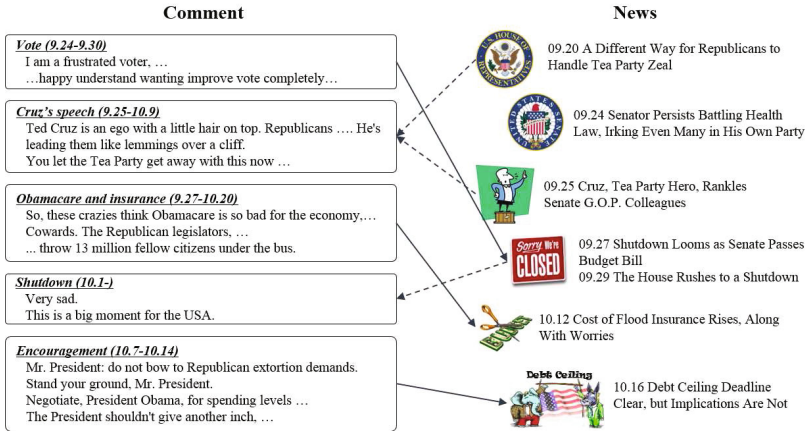 Comment
Vote (9.24-9.30)
I am a frustrated voter, …
…happy understand wanting improve vote completely…
Cruz's speech (9.25-10.9)
Ted Cruz is an ego with a little hair on top. Republicans …. He's
leading them like lemmings over a cliff.
You let the Tea Party get away with this now …
Obamacare and insurance (9.27-10.20)
So, these crazies think Obamacare is so bad for the economy,…
Cowards. The Republican legislators, …
... throw 13 million fellow citizens under the bus.
Shutdown (10.1-)
Very sad.
This is a big moment for the USA.
Encouragement (10.7-10.14)
Mr. President: do not bow to Republican extortion demands.
Stand your ground, Mr. President.
Negotiate, President Obama, for spending levels …
The President shouldn't give another inch, …
News
U.S. HOUSE OF
REPRESENTATIVES
09.20 A Different Way for Republicans to
Handle Tea Party Zeal
UNITED STATES
SENATE
09.24 Senator Persists Battling Health
Law, Irking Even Many in His Own Party
09.25 Cruz, Tea Party Hero, Rankles
Senate G.O.P. Colleagues
Sorry We're
CLOSED
09.27 Shutdown Looms as Senate Passes
Budget Bill
09.29 The House Rushes to a Shutdown
10.12 Cost of Flood Insurance Rises, Along
With Worries
Debt Ceiling
10.16 Debt Ceiling Deadline
Clear, but Implications Are Not